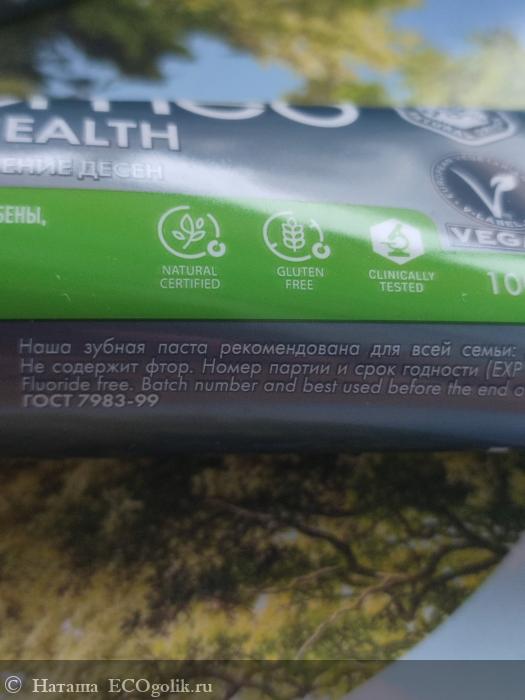 EALTH
ЕНИЕ ДЕСЕН
БЕНЫ,
NATURAL
CERTIFIED
GLUTEN
FREE
CLINICALLY
TESTED
VEG
10
Наша зубная паста рекомендована для всей семьи:
Не содержит фтор. Номер партии и срок годности (EXP
Fluoride free. Batch number and best used before the end o
ГОСТ 7983-99
© Наташа ECOgolik.ru